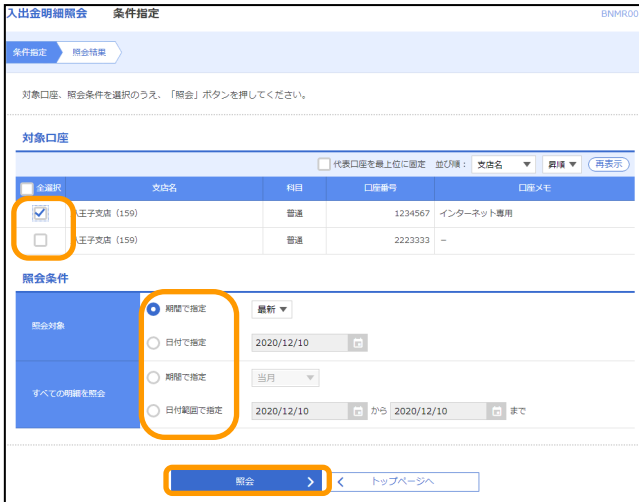 入出金明細照会 条件指定 BNMR00
条件指定 照会結果
対象口座、照会条件を選択のうえ、「照会」ボタンを押してください。
対象口座
代表口座を最上位に固定 並び順： 支店名 ▼ 昇順 ▼ 再表示
全選択 支店名 科目 口座番号 口座メモ
八王子支店（159） 普通 1234567 インターネット専用
八王子支店（159） 普通 2223333 －
照会条件
照会対象
期間で指定 最新 ▼
日付で指定 2020/12/10
すべての明細を照会
期間で指定 当月 ▼
日付範囲で指定 2020/12/10 から 2020/12/10 まで
照会 トップページへ